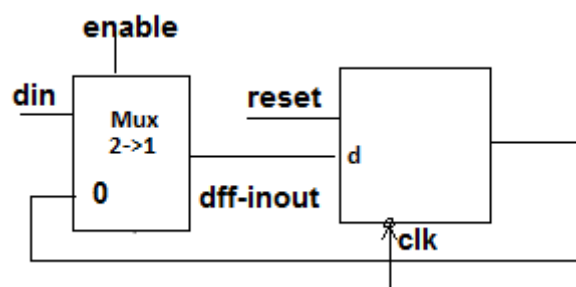 enable
din
Mux
2->1
0
reset
d
dff-inout
clk